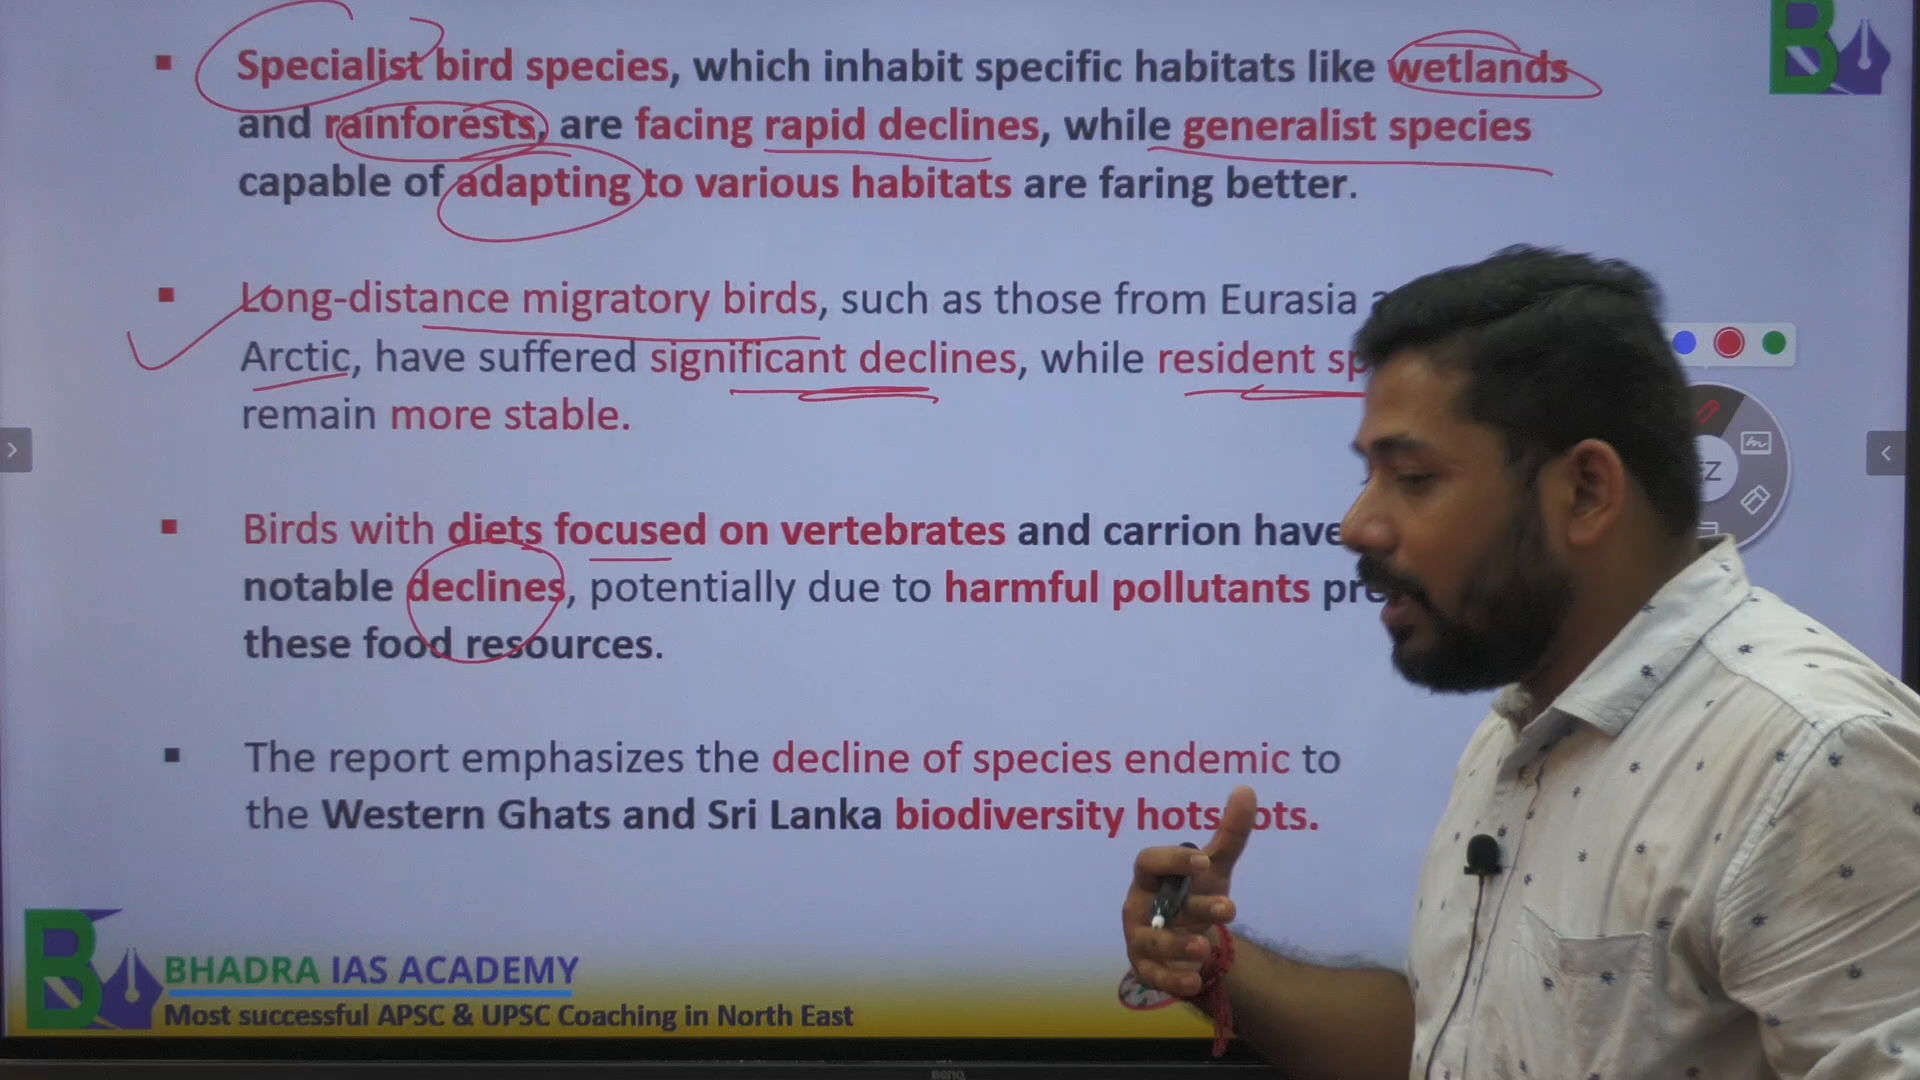 Specialist bird species, which inhabit specific habitats like wetlands
and rainforests, are facing rapid declines, while generalist species
capable of adapting to various habitats are faring better.
Long-distance migratory birds, such as those from Eurasia
Arctic, have suffered significant declines, while resident sp
remain more stable.
Birds with diets focused on vertebrates and carrion have
notable declines, potentially due to harmful pollutants pre
these food resources.
The report emphasizes the decline of species endemic to
the Western Ghats and Sri Lanka biodiversity hotspots.
BHADRA IAS ACADEMY
Most successful APSC & UPSC Coaching in North East
BenQ